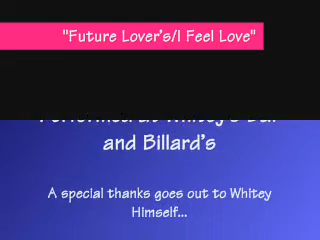 "Future Lover's/I Feel Love"
and Billard's
A special thanks goes out to Whitey
Himself...